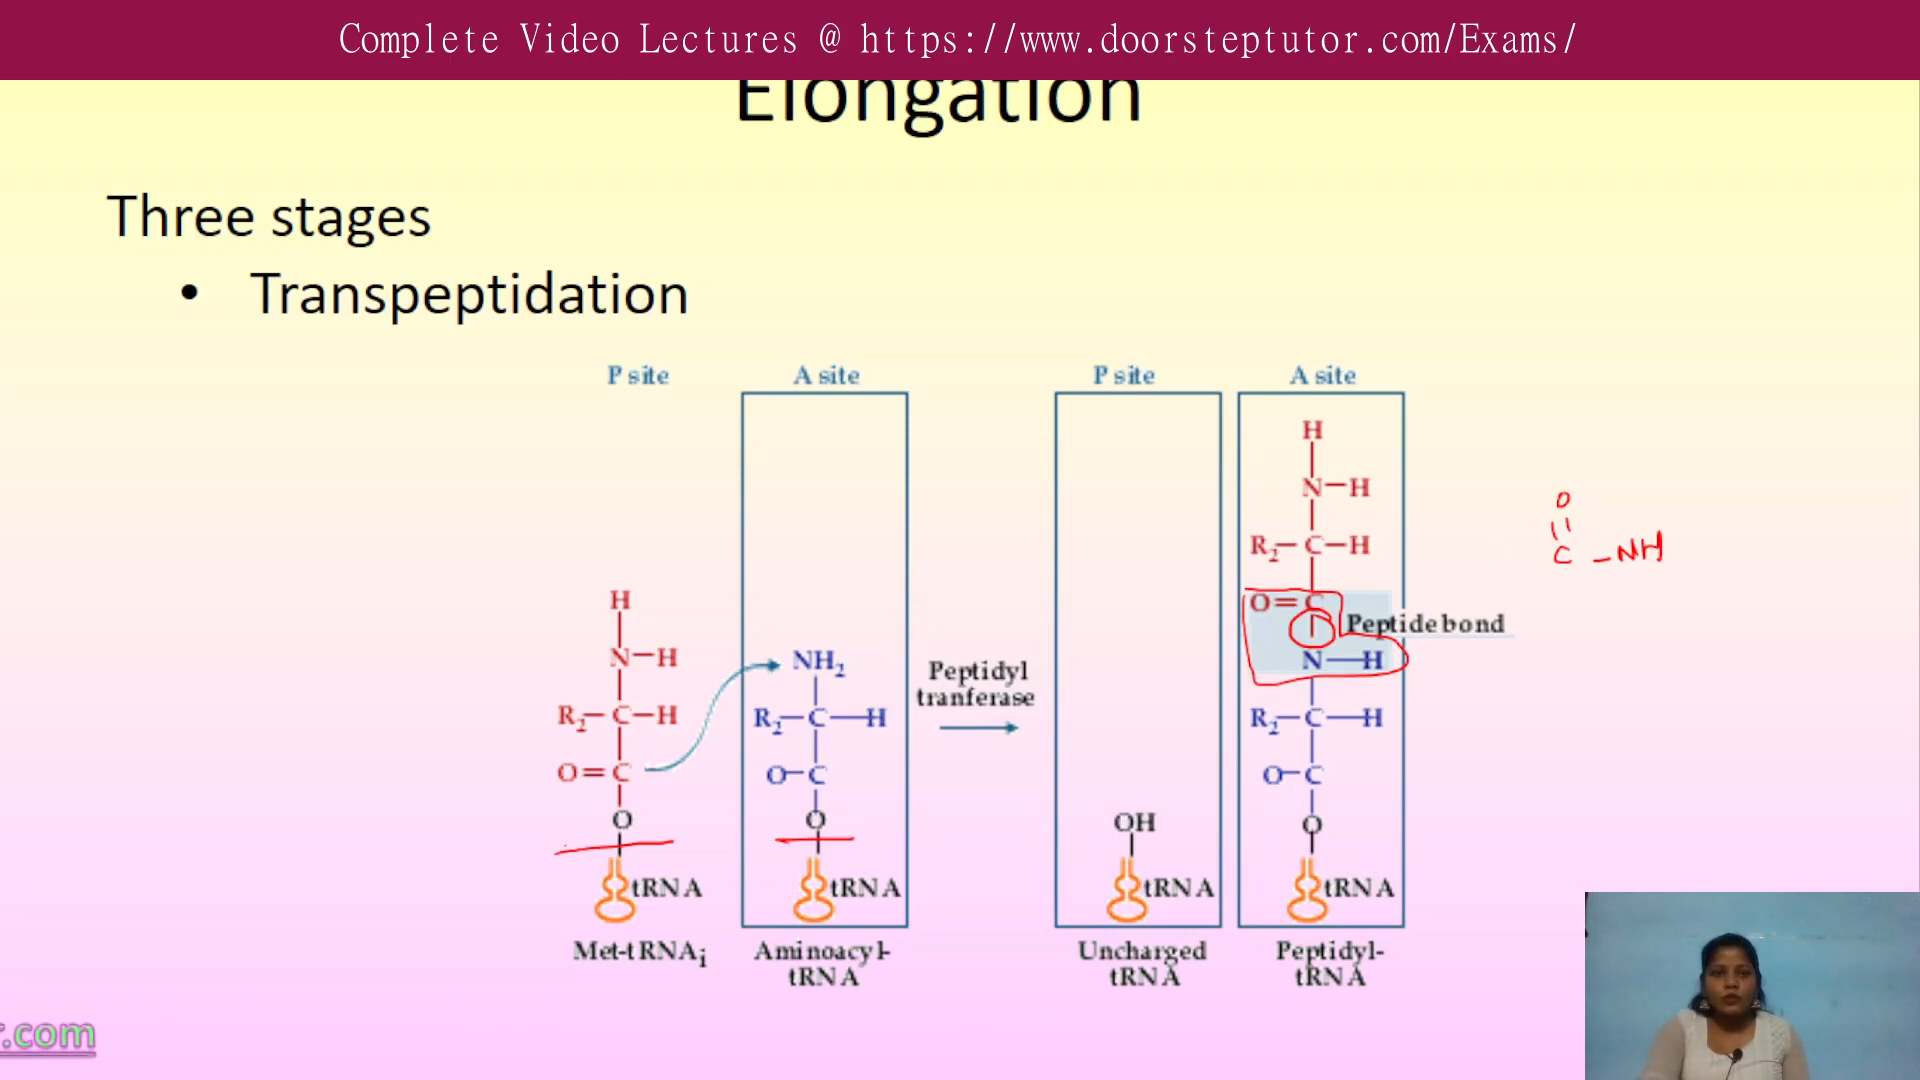 Complete Video Lectures @ https://www.doorsteptutor.com/Exams/
Elongation
Three stages
• Transpeptidation
P site
A site
P site
A site
H
N—H
R₂—C—H
O=C
O
tRNA
Met-tRNAi
NH₂
R₂—C—H
O—C
O
tRNA
Aminoacyl-
tRNA
Peptidyl
tranferase
OH
tRNA
Uncharged
tRNA
H
N—H
R₂—C—H
O=C
Peptide bond
N—H
R₂—C—H
O—C
O
tRNA
Peptidyl-
tRNA
O
C – NH
r.com